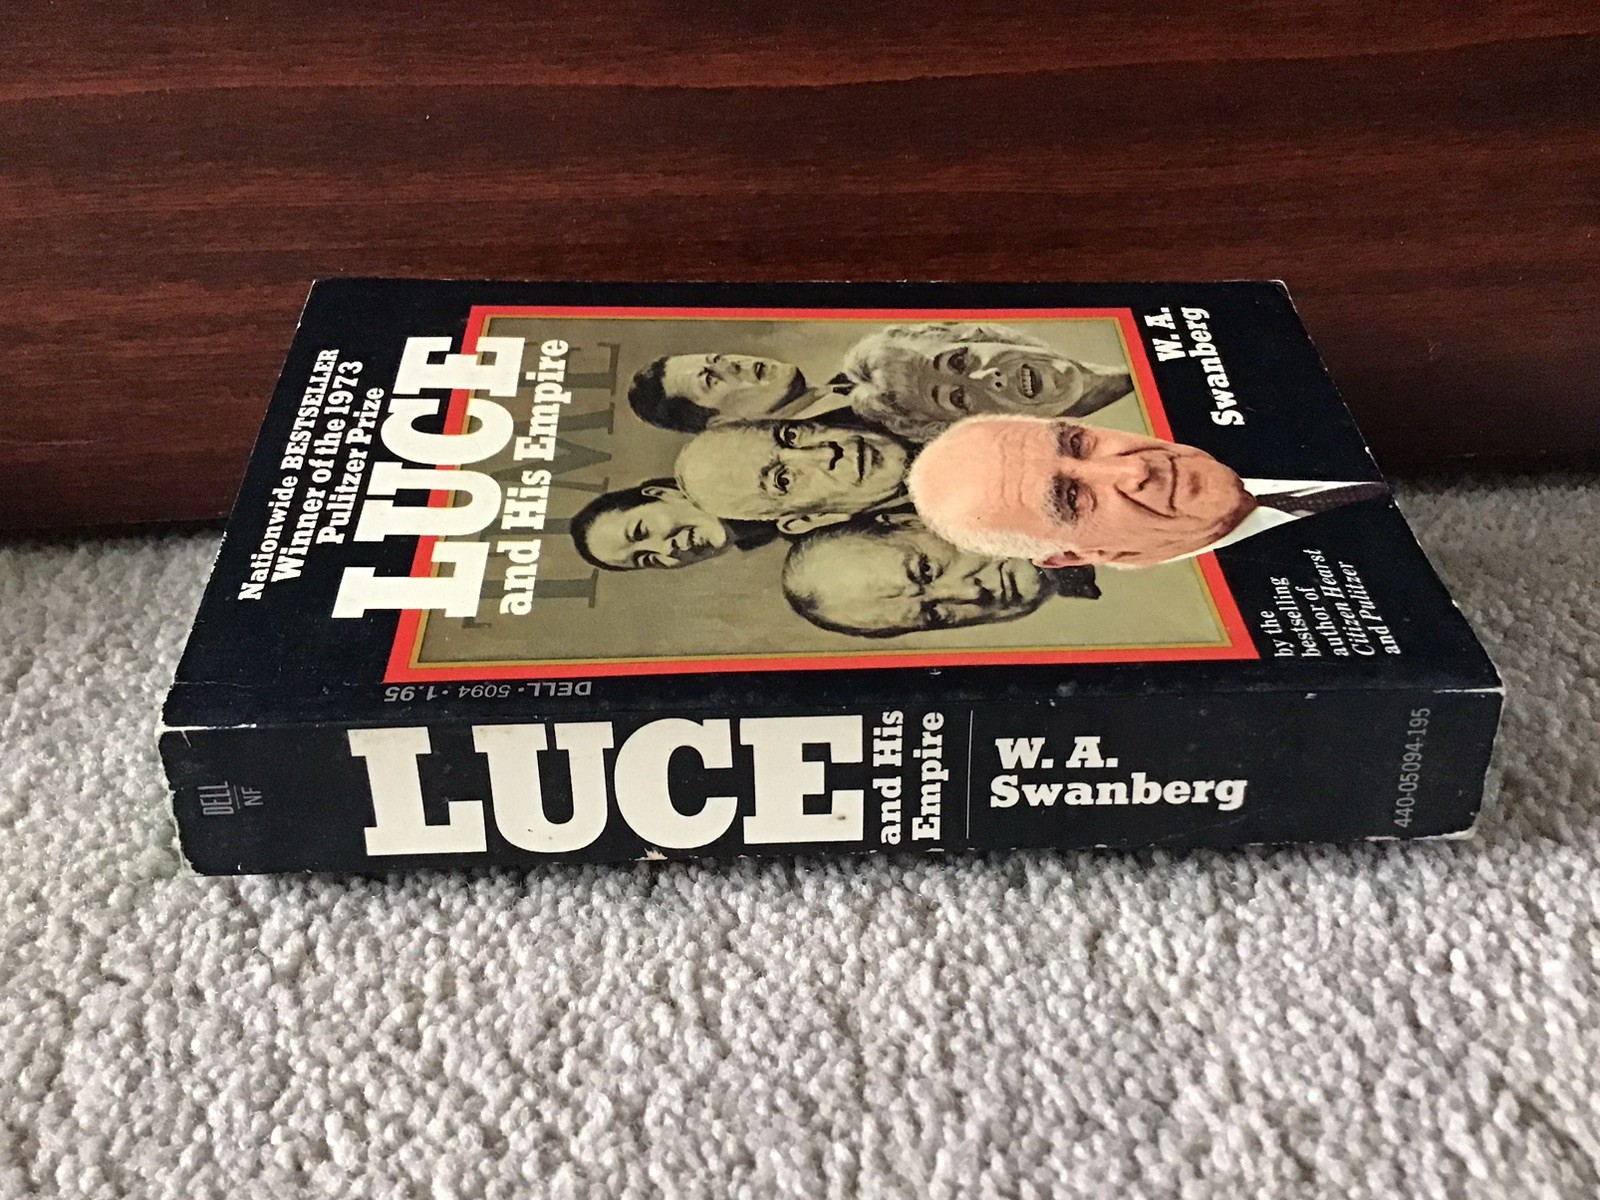 Nationwide BESTSELLER
Winner of the 1973
Pulitzer Prize
LUCE
and His Empire
TIME
W. A.
Swanberg
by the
bestselling
author of
Citizen Hearst
and Pulitzer
DELL • 5094 • 1.95
DELL
NF
LUCE
and His
Empire
W. A.
Swanberg
440-05094-195